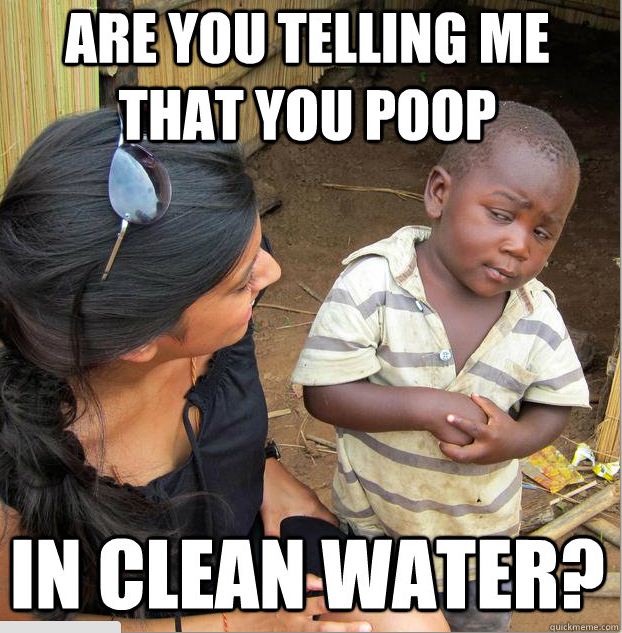 ARE YOU TELLING ME
THAT YOU POOP
IN CLEAN WATER?
quickmeme.com